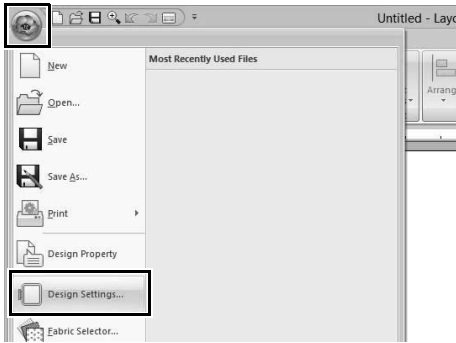 Untitled - Layo
Most Recently Used Files
New
Open...
Arrang
Save
Save As...
Print
Design Property
Design Settings...
Fabric Selector...